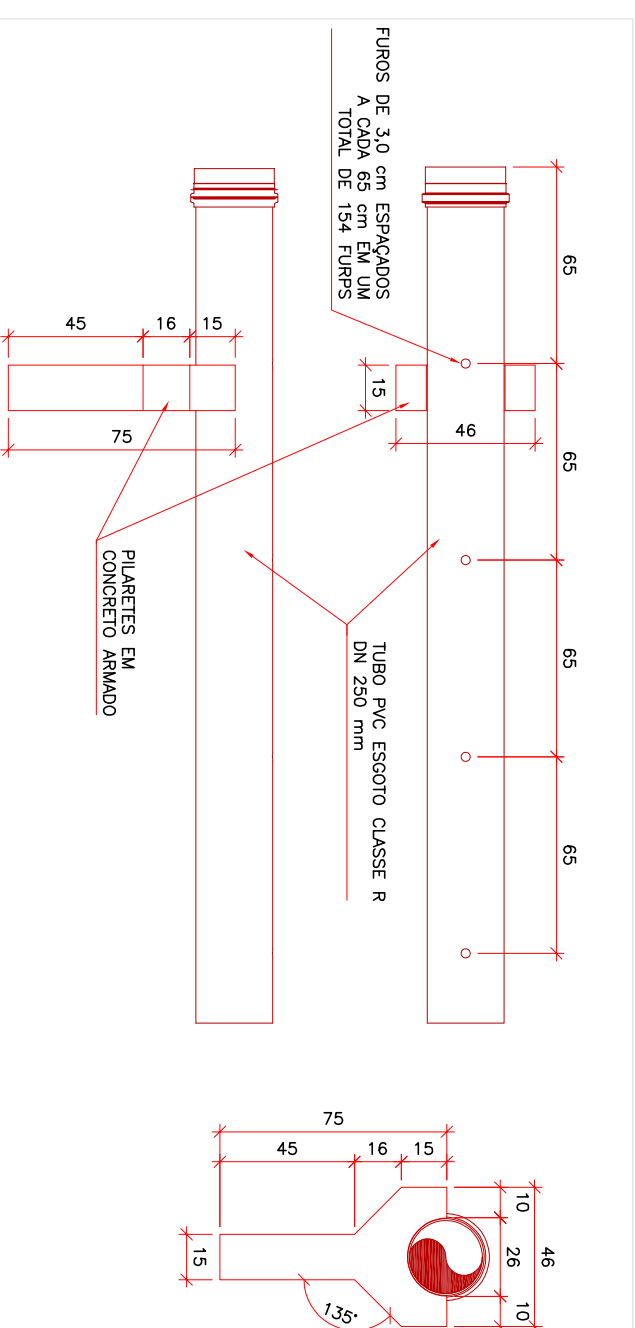 FUROS DE 3,0 cm ESPAÇADOS
A CADA 65 cm EM UM
TOTAL DE 154 FURPS
65
65
65
65
15
46
TUBO PVC ESGOTO CLASSE R
DN 250 mm
45
16
15
75
PILARETES EM
CONCRETO ARMADO
75
45
16
15
10
26
10
46
15
135°